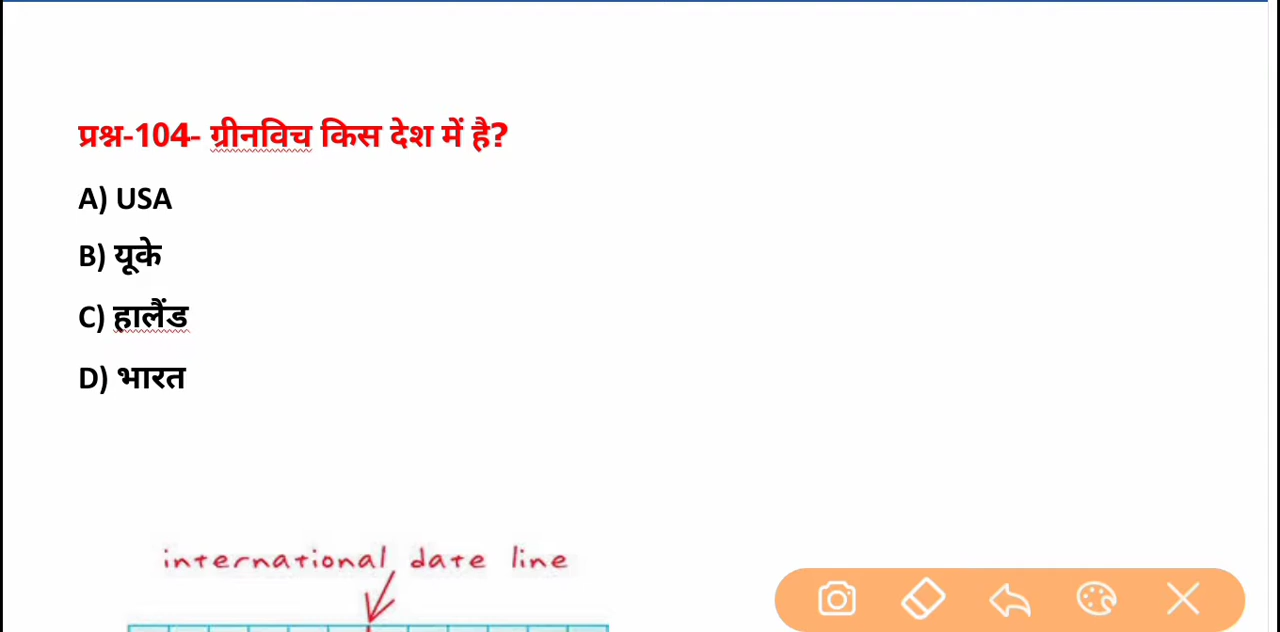 प्रश्न-104- ग्रीनविच किस देश में है?
A) USA
B) यूके
C) हालैंड
D) भारत
international date line